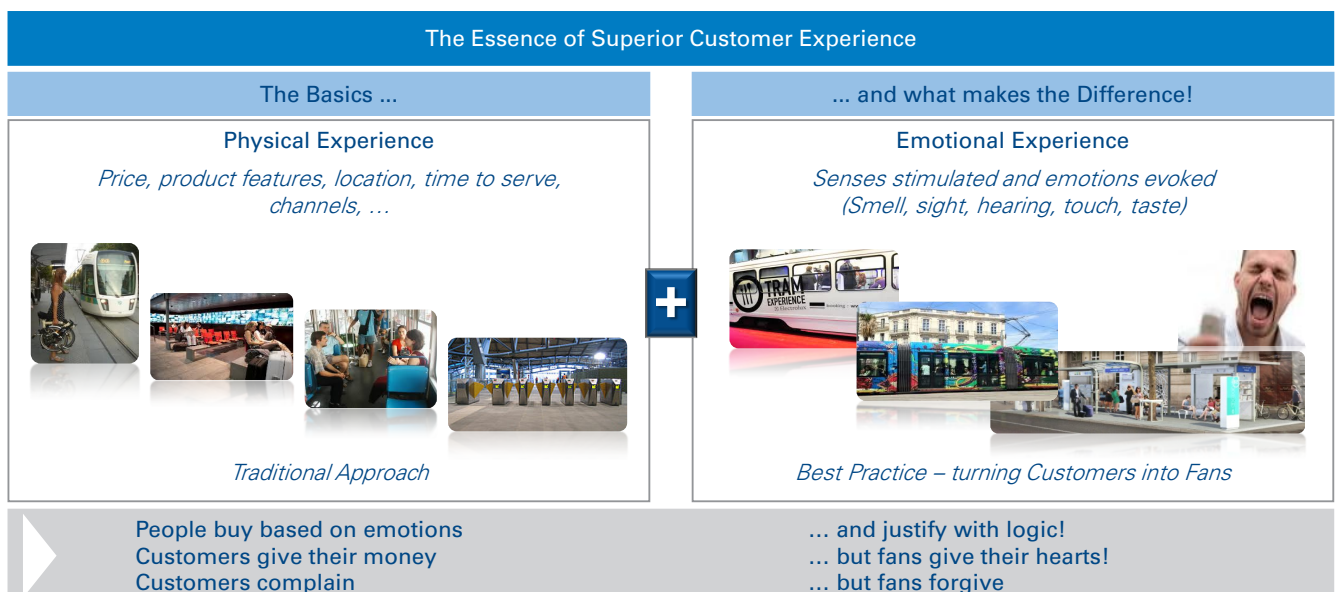 The Essence of Superior Customer Experience
The Basics ...
Physical Experience
Price, product features, location, time to serve,
channels, …
Traditional Approach
... and what makes the Difference!
Emotional Experience
Senses stimulated and emotions evoked
(Smell, sight, hearing, touch, taste)
TRAM
EXPERIENCE
Best Practice – turning Customers into Fans
People buy based on emotions
… and justify with logic!
Customers give their money
… but fans give their hearts!
Customers complain
… but fans forgive